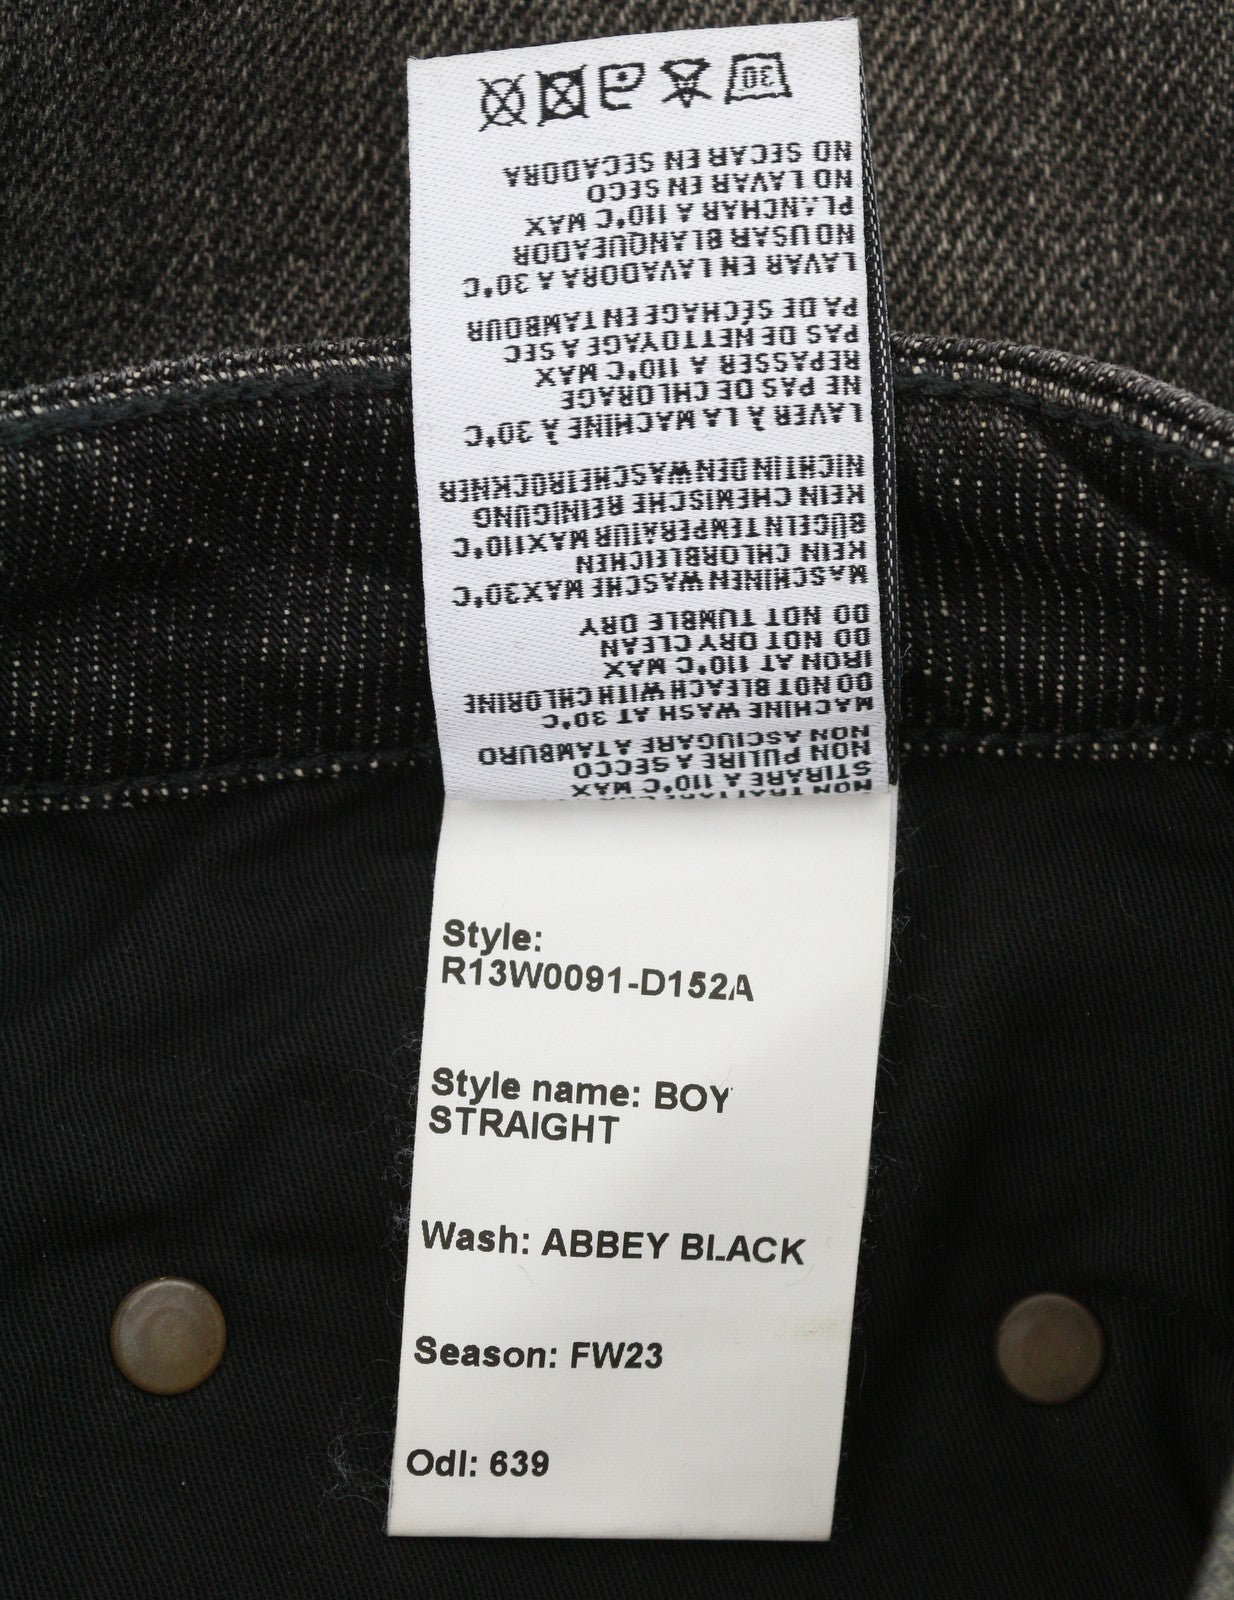 NON TRATTARE
STIRARE A 110°C MAX
NON PULIRE A SECCO
NON ASCIUGARE A TAMBURO
MACHINE WASH AT 30°C
DO NOT BLEACH WITH CHLORINE
IRON AT 110°C MAX
DO NOT DRY CLEAN
DO NOT TUMBLE DRY
MASCHINEN WASCHE MAX30°C
KEIN CHLORBLEICHEN
BÜCELN TEMPERATUR MAX110°C
KEIN CHEMISCHE REINIGUNG
NICHT IN DEN WASCHETROCKNER
LAVER À LA MACHINE À 30°C
NE PAS DE CHLORAGE
REPASSER A 110°C MAX
PAS DE NETTOYAGE A SEC
PA DE SÉCHAGE EN TAMBOUR
LAVAR EN LAVADORA A 30°C
NO USAR BLANQUEADOR
PLANCHAR A 110°C MAX
NO LAVAR EN SECO
NO SECAR EN SECADORA
30
Style:
R13W0091-D152A
Style name: BOY
STRAIGHT
Wash: ABBEY BLACK
Season: FW23
Odl: 639